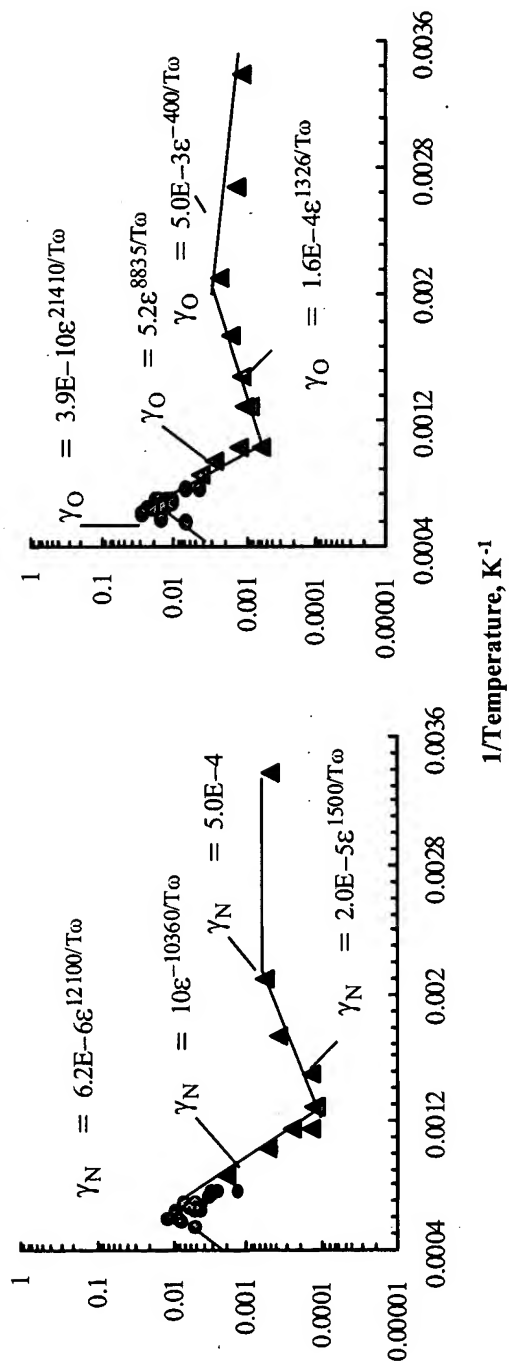 1
0.1
0.01
0.001
0.0001
0.00001
0.0004
0.0012
0.002
0.0028
0.0036
γN = 6.2E−6ε^12100/Tω
γN = 10ε^−10360/Tω
γN = 5.0E−4
γN = 2.0E−5ε^1500/Tω
1
0.1
0.01
0.001
0.0001
0.00001
0.0004
0.0012
0.002
0.0028
0.0036
γO = 3.9E−10ε^21410/Tω
γO = 5.2ε^8835/Tω
γO = 5.0E−3ε^−400/Tω
γO = 1.6E−4ε^1326/Tω
1/Temperature, K^-1